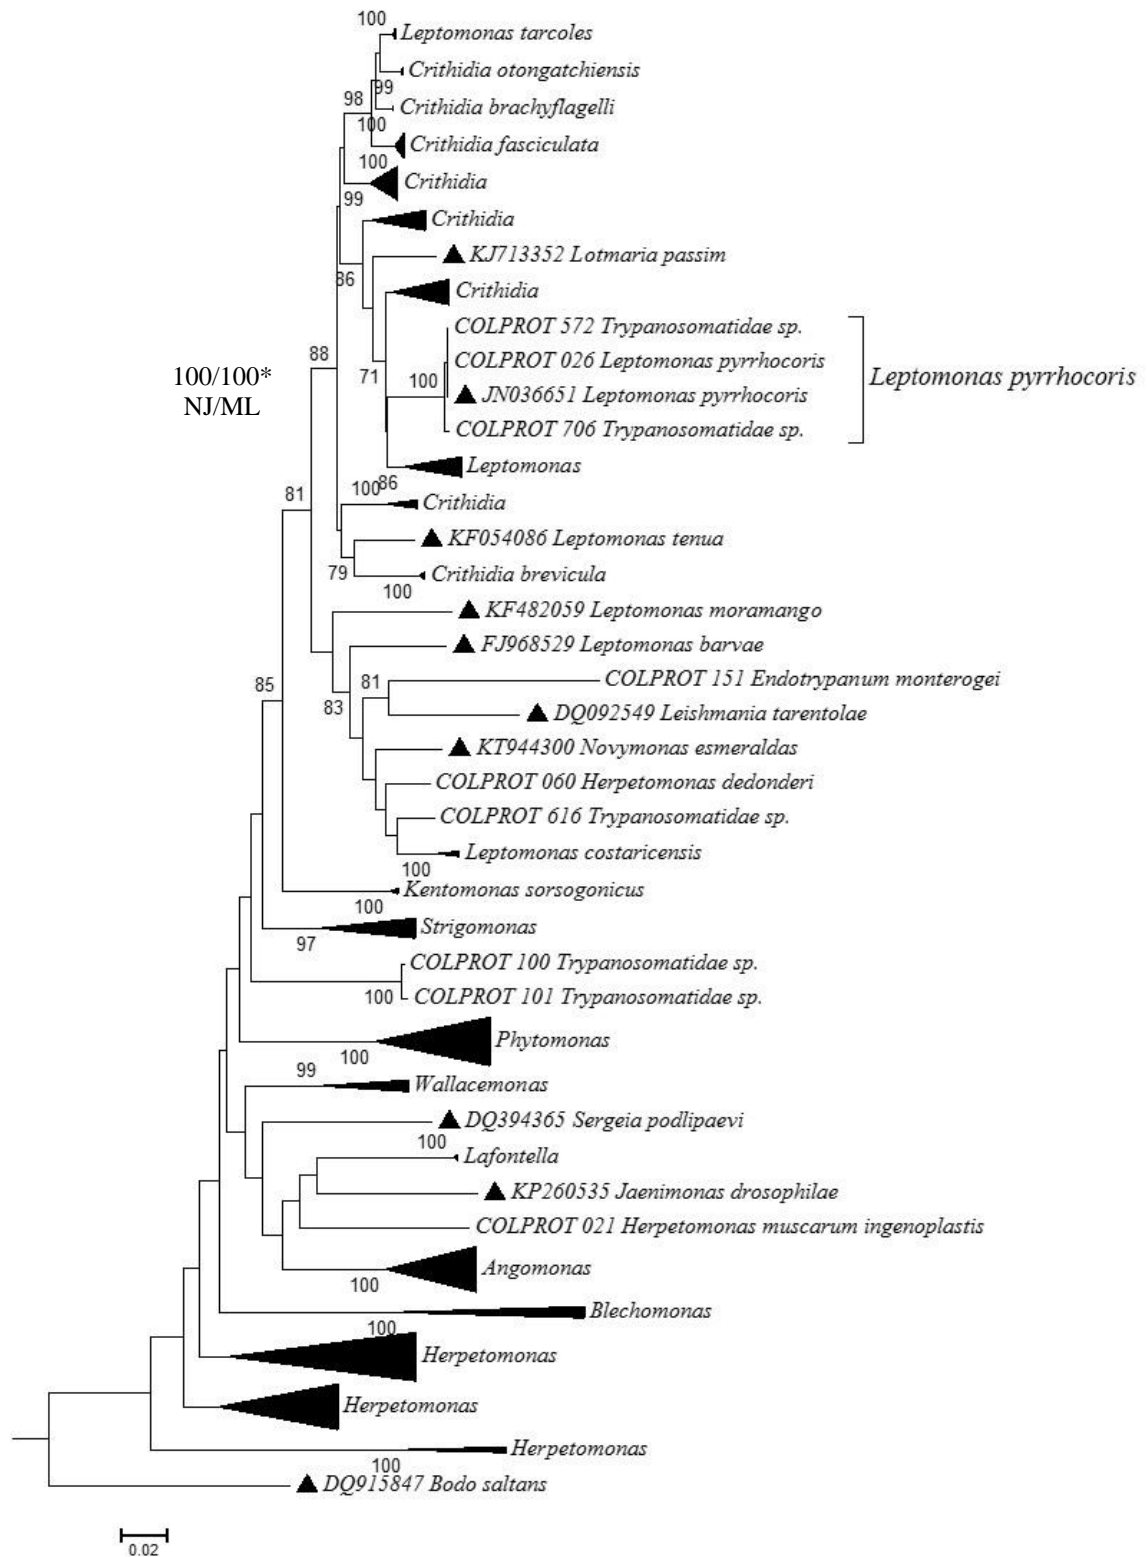 100
Leptomonas tarcoles
Crithidia otongatchiensis
99
98
Crithidia brachyflagelli
100
Crithidia fasciculata
100
Crithidia
99
Crithidia
KJ713352 Lotmaria passim
86
Crithidia
COLPROT 572 Trypanosomatidae sp.
88
COLPROT 026 Leptomonas pyrrhocoris
100/100*
NJ/ML
71
100
Leptomonas pyrrhocoris
JN036651 Leptomonas pyrrhocoris
COLPROT 706 Trypanosomatidae sp.
Leptomonas
86
81
100
Crithidia
KF054086 Leptomonas tenua
79
Crithidia brevicula
100
KF482059 Leptomonas moramango
FJ968529 Leptomonas barvae
85
81
COLPROT 151 Endotrypanum monterogei
83
DQ092549 Leishmania tarentolae
KT944300 Novymonas esmeraldas
COLPROT 060 Herpetomonas dedonderi
COLPROT 616 Trypanosomatidae sp.
Leptomonas costaricensis
100
Kentomonas sorsogonicus
100
Strigomonas
97
COLPROT 100 Trypanosomatidae sp.
100
COLPROT 101 Trypanosomatidae sp.
Phytomonas
100
99
Wallacemonas
DQ394365 Sergeia podlipaevi
100
Lafontella
KP260535 Jaenimonas drosophilae
COLPROT 021 Herpetomonas muscarum ingenoplastis
Angomonas
100
Blechomonas
100
Herpetomonas
Herpetomonas
Herpetomonas
100
DQ915847 Bodo saltans
0.02